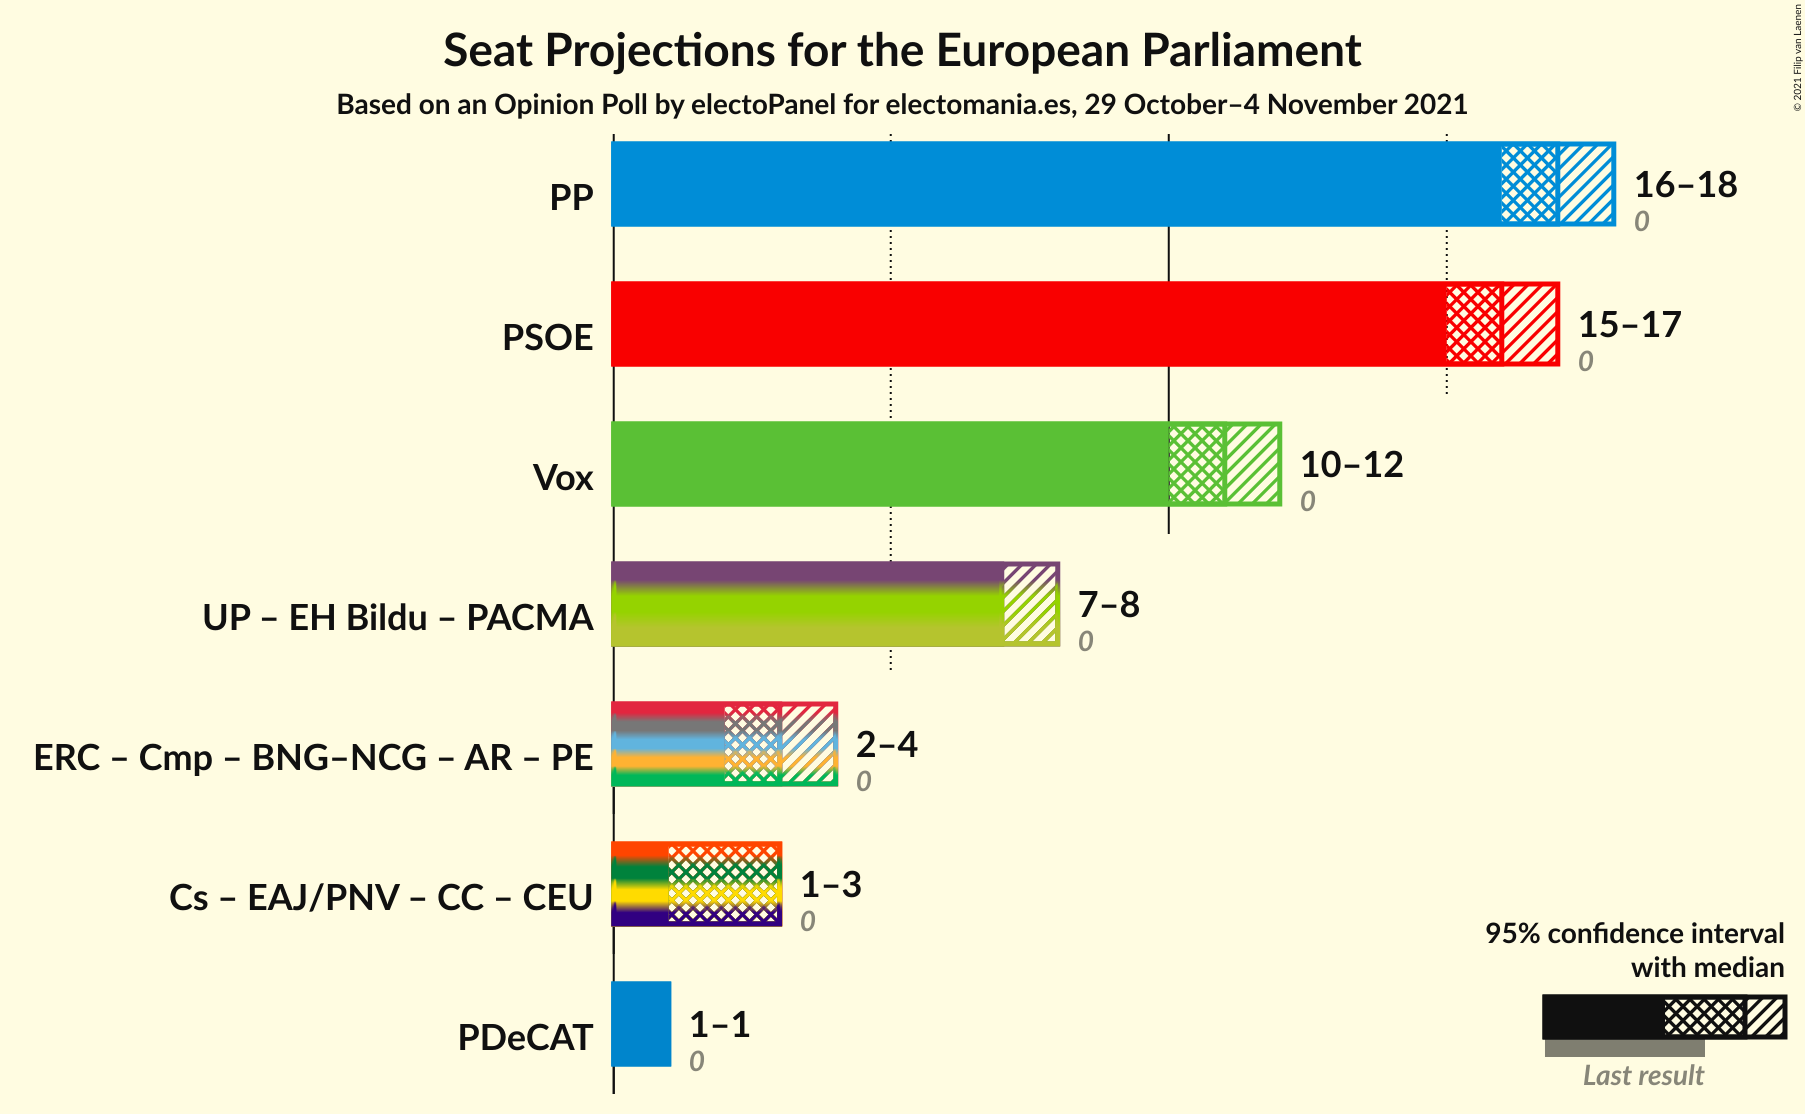 Seat Projections for the European Parliament
Based on an Opinion Poll by electoPanel for electomania.es, 29 October–4 November 2021
© 2021 Filip van Laenen
PP
16–18
0
PSOE
15–17
0
Vox
10–12
0
UP – EH Bildu – PACMA
7–8
0
ERC – Cmp – BNG–NCG – AR – PE
2–4
0
Cs – EAJ/PNV – CC – CEU
1–3
0
PDeCAT
1–1
0
95% confidence interval
with median
Last result